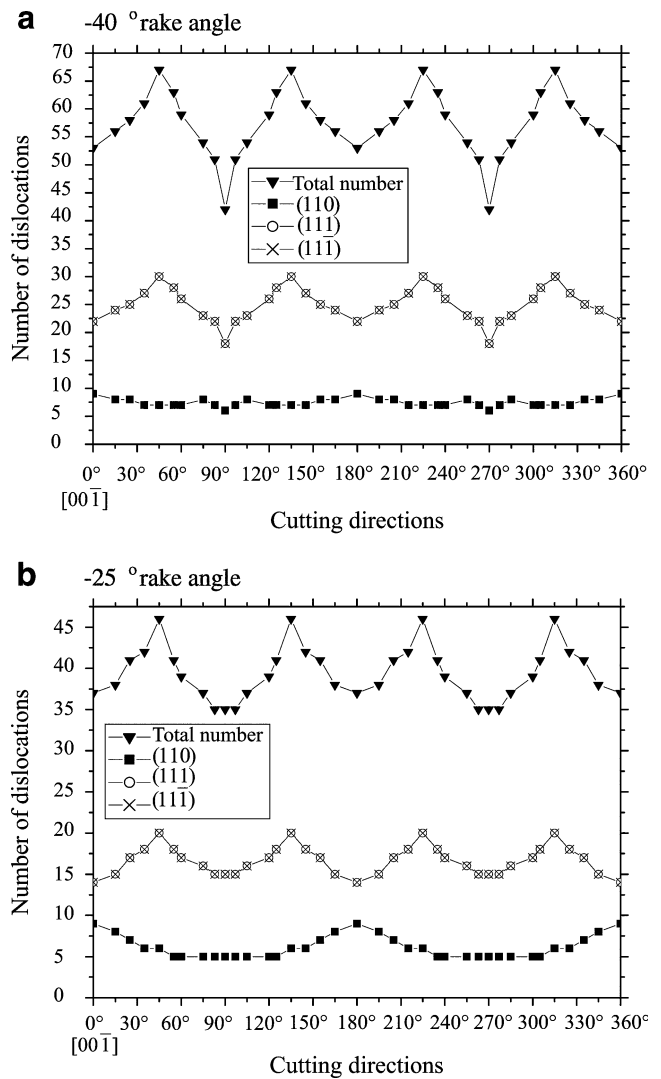 a
-40 °rake angle
70
65
60
55
50
45
40
35
30
25
20
15
10
5
0
Number of dislocations
Total number
(110)
(111)
(111̅)
0° 30° 60° 90° 120° 150° 180° 210° 240° 270° 300° 330° 360°
[001̅]
Cutting directions
b
-25 °rake angle
45
40
35
30
25
20
15
10
5
0
Number of dislocations
Total number
(110)
(111)
(111̅)
0° 30° 60° 90° 120° 150° 180° 210° 240° 270° 300° 330° 360°
[001̅]
Cutting directions